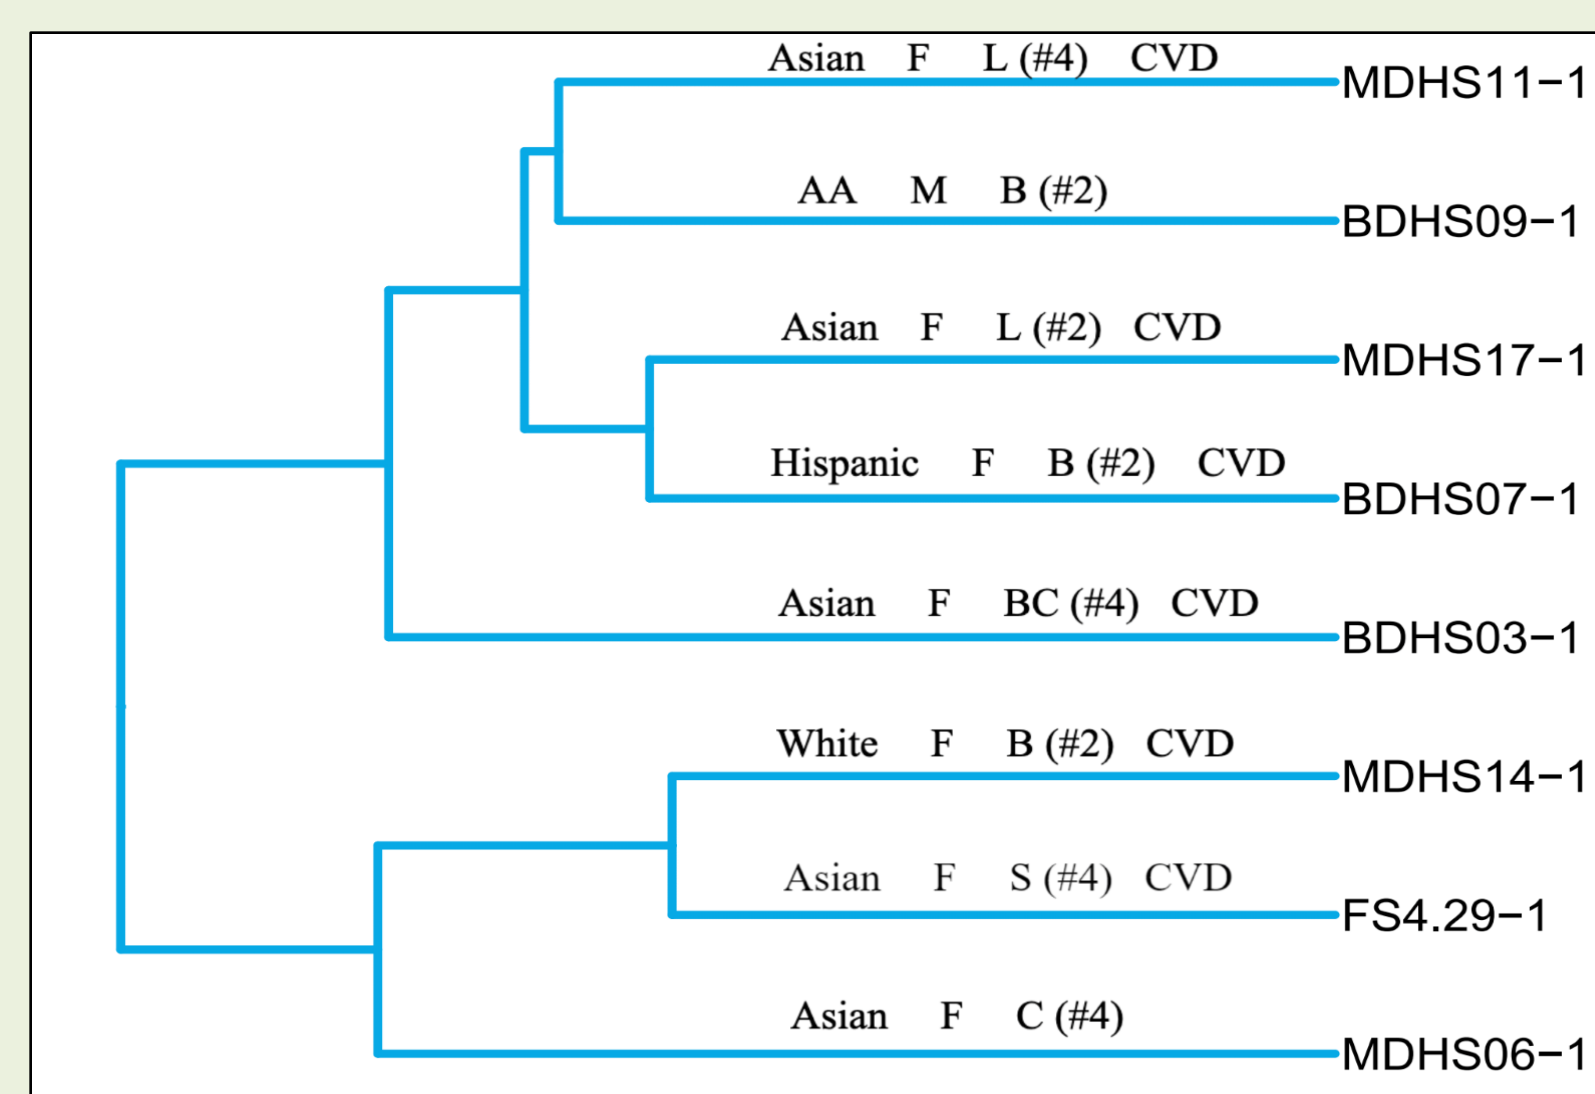 Asian F L (#4) CVD
MDHS11−1
AA M B (#2)
BDHS09−1
Asian F L (#2) CVD
MDHS17−1
Hispanic F B (#2) CVD
BDHS07−1
Asian F BC (#4) CVD
BDHS03−1
White F B (#2) CVD
MDHS14−1
Asian F S (#4) CVD
FS4.29−1
Asian F C (#4)
MDHS06−1